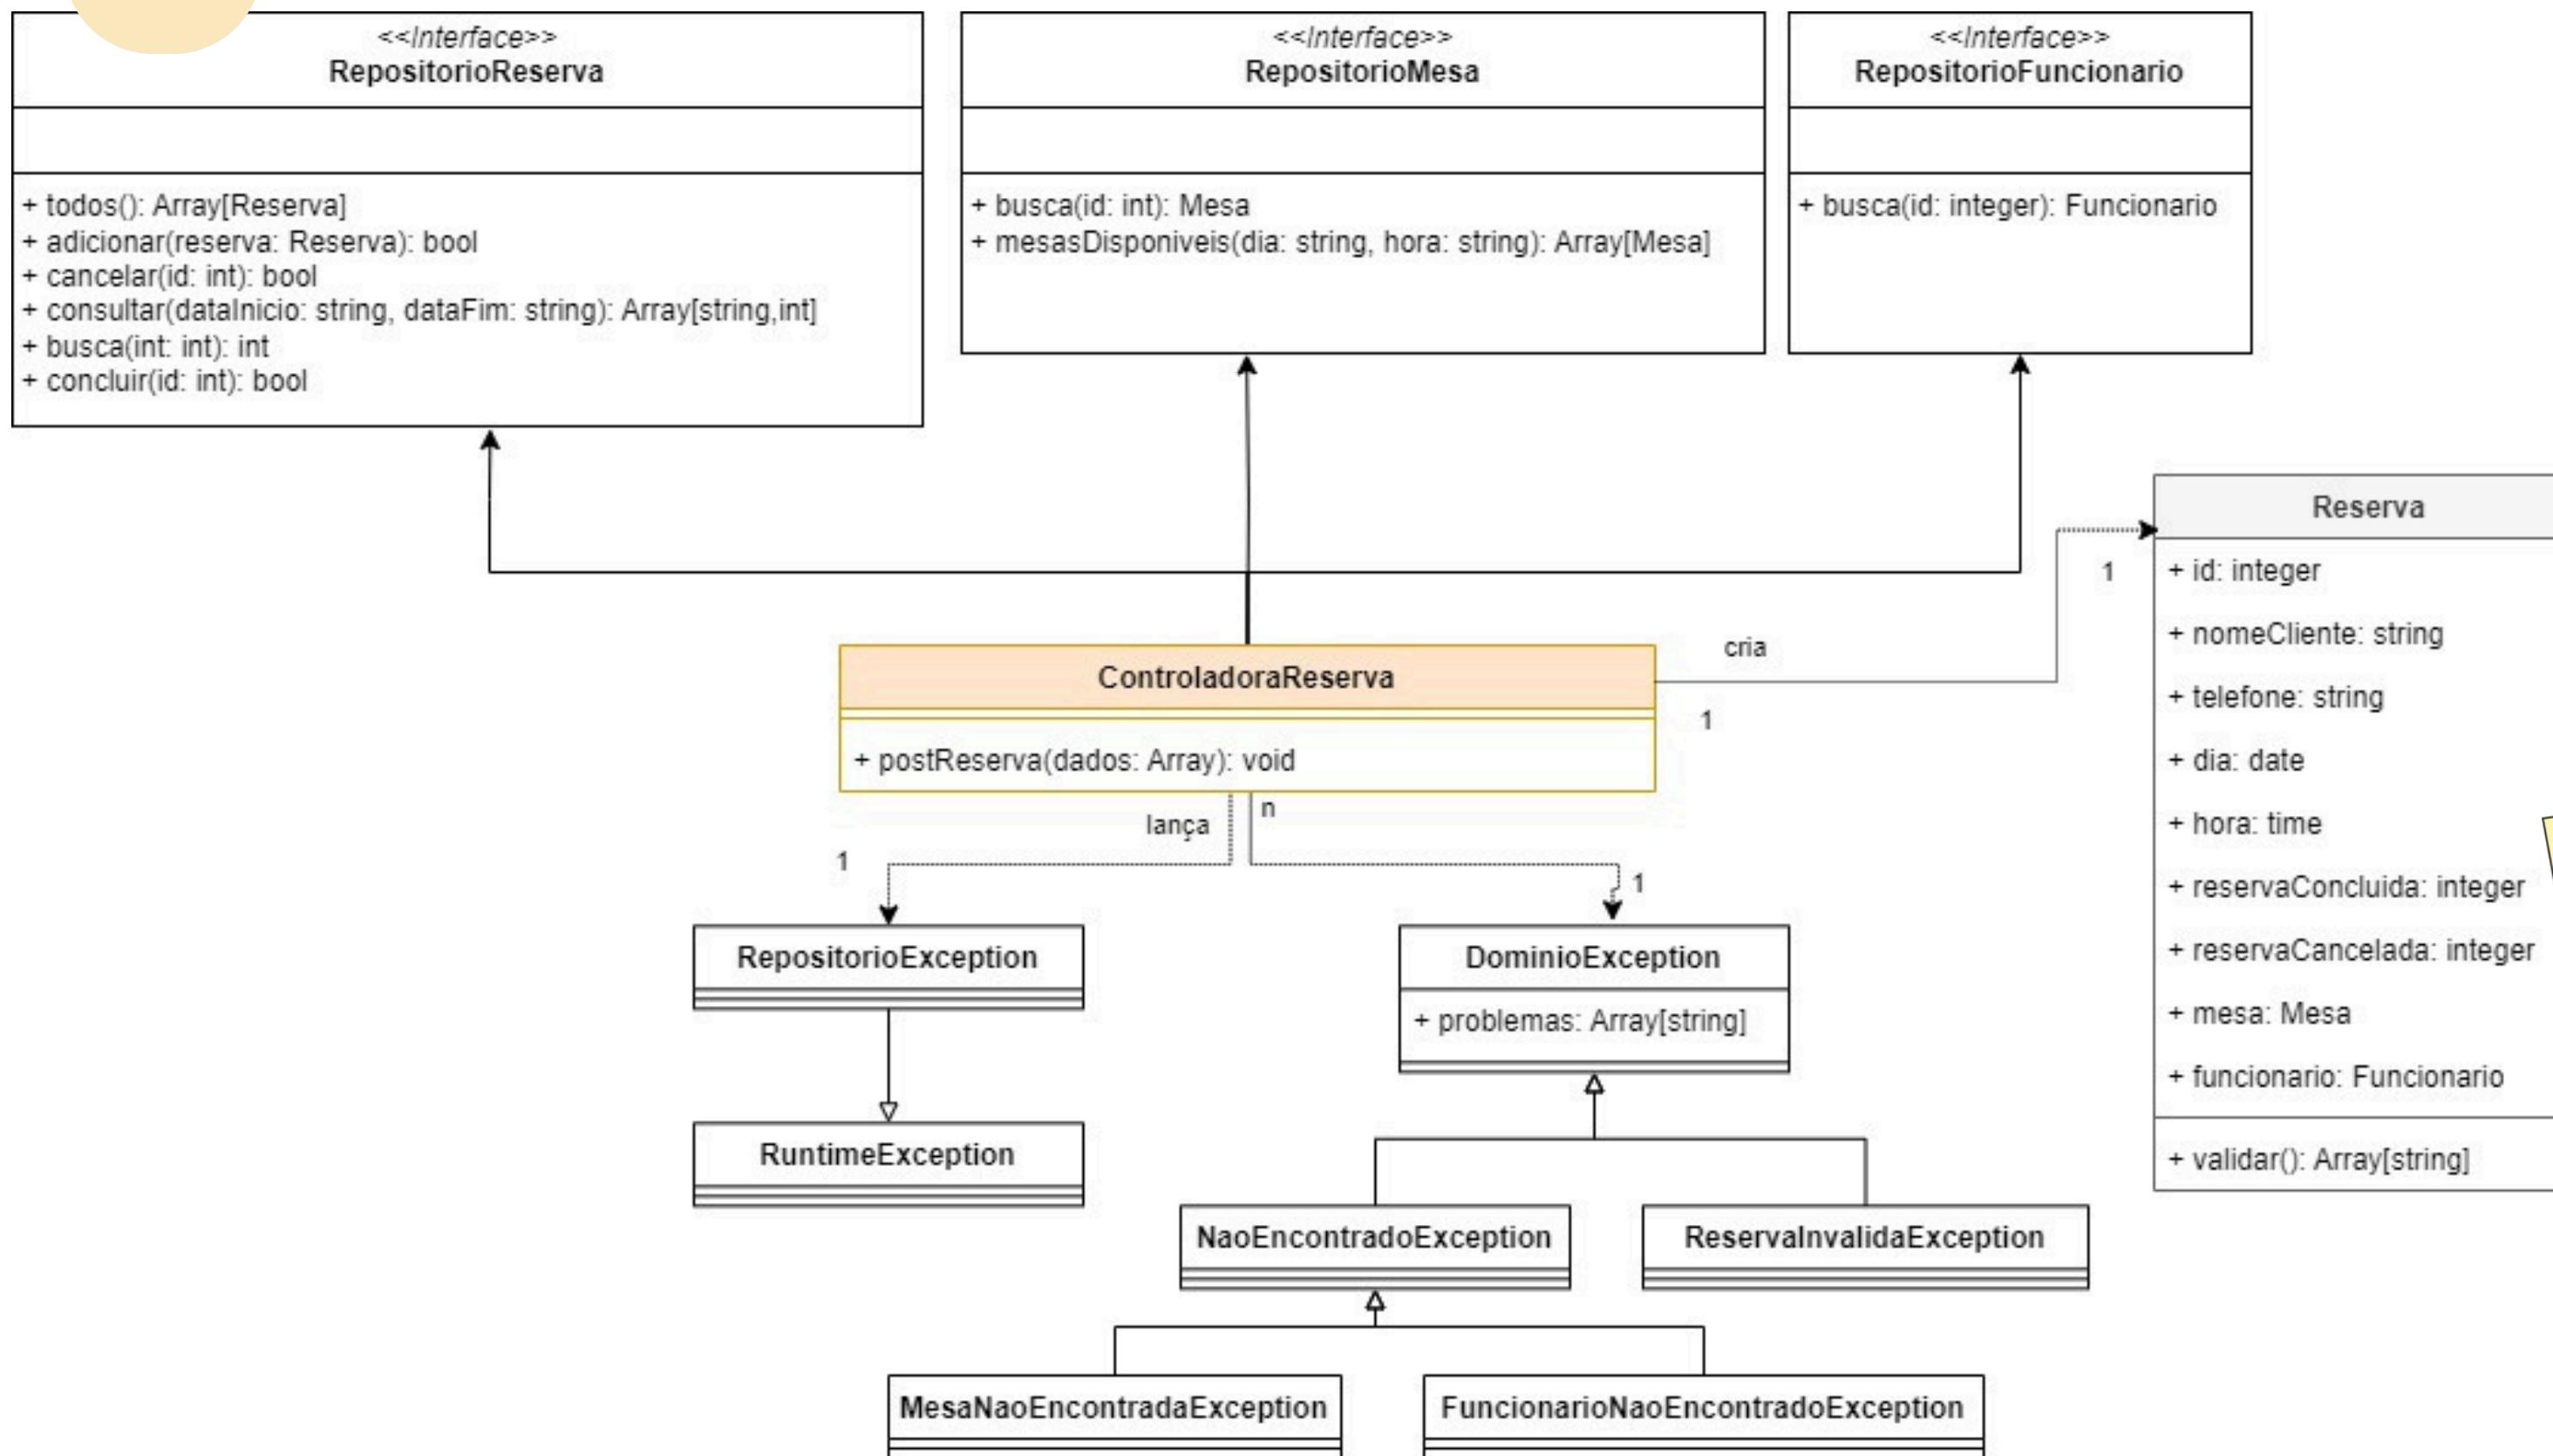 <<Interface>>
RepositorioReserva
+ todos(): Array[Reserva]
+ adicionar(reserva: Reserva): bool
+ cancelar(id: int): bool
+ consultar(dataInicio: string, dataFim: string): Array[string,int]
+ busca(int: int): int
+ concluir(id: int): bool
<<Interface>>
RepositorioMesa
+ busca(id: int): Mesa
+ mesasDisponiveis(dia: string, hora: string): Array[Mesa]
<<Interface>>
RepositorioFuncionario
+ busca(id: integer): Funcionario
ControladoraReserva
+ postReserva(dados: Array): void
cria
1
1
Reserva
+ id: integer
+ nomeCliente: string
+ telefone: string
+ dia: date
+ hora: time
+ reservaConcluida: integer
+ reservaCancelada: integer
+ mesa: Mesa
+ funcionario: Funcionario
+ validar(): Array[string]
lança
n
1
1
RepositorioException
RuntimeException
DominioException
+ problemas: Array[string]
NaoEncontradoException
ReservaInvalidaException
MesaNaoEncontradaException
FuncionarioNaoEncontradoException